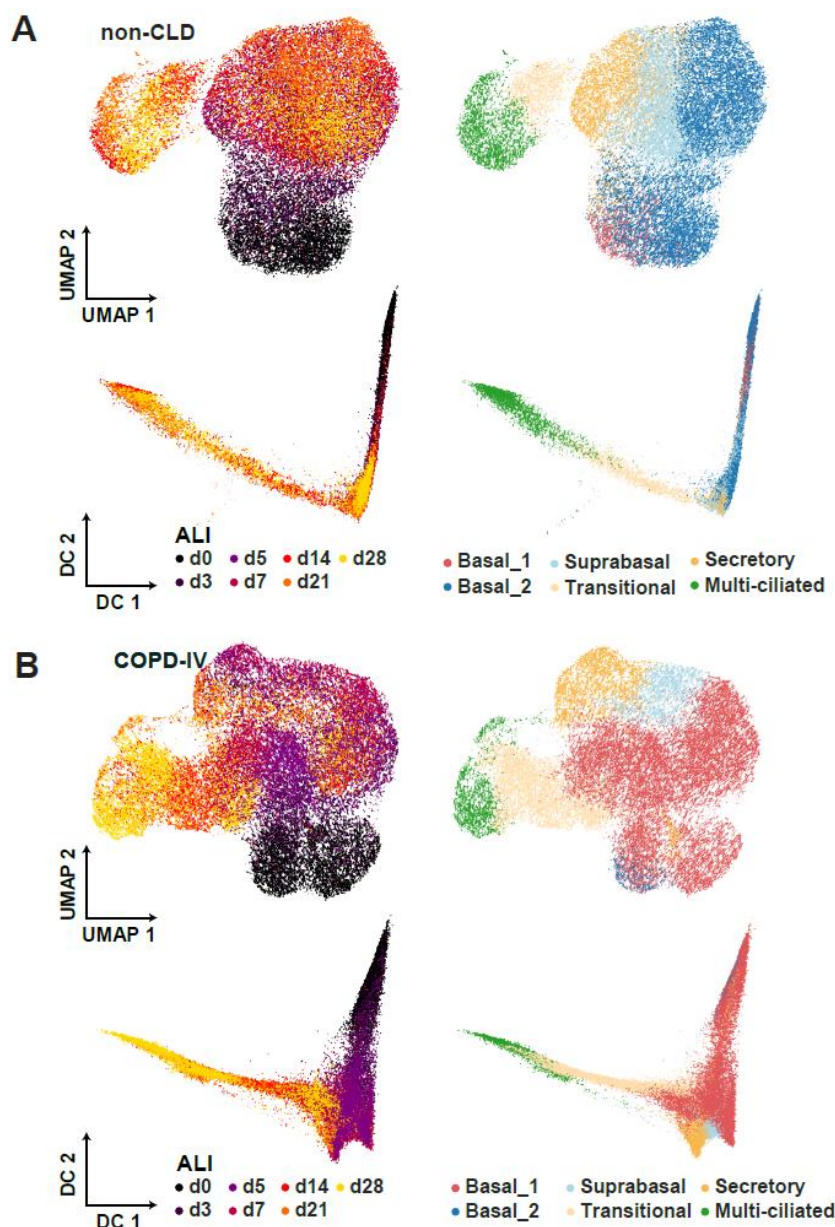 A
non-CLD
UMAP 2
UMAP 1
DC 2
DC 1
ALI
d0 d5 d14 d28
d3 d7 d21
Basal_1 Suprabasal Secretory
Basal_2 Transitional Multi-ciliated
B
COPD-IV
UMAP 2
UMAP 1
DC 2
DC 1
ALI
d0 d5 d14 d28
d3 d7 d21
Basal_1 Suprabasal Secretory
Basal_2 Transitional Multi-ciliated